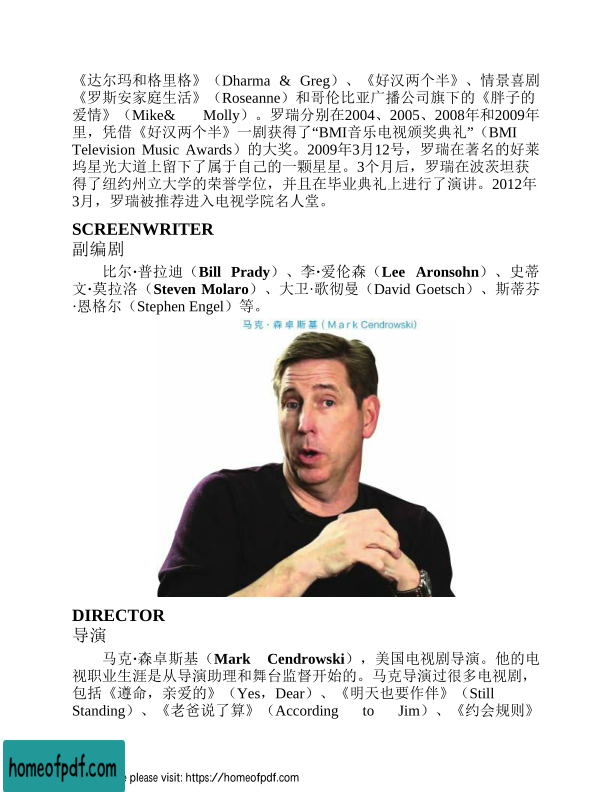 《达尔玛和格里格》（Dharma & Greg）、《好汉两个半》、情景喜剧
《罗斯安家庭生活》（Roseanne）和哥伦比亚广播公司旗下的《胖子的
爱情》（Mike& Molly）。罗瑞分别在2004、2005、2008年和2009年
里，凭借《好汉两个半》一剧获得了“BMI音乐电视颁奖典礼”（BMI
Television Music Awards）的大奖。2009年3月12号，罗瑞在著名的好莱
坞星光大道上留下了属于自己的一颗星星。3个月后，罗瑞在波茨坦获
得了纽约州立大学的荣誉学位，并且在毕业典礼上进行了演讲。2012年
3月，罗瑞被推荐进入电视学院名人堂。
SCREENWRITER
副编剧
比尔·普拉迪（Bill Prady）、李·爱伦森（Lee Aronsohn）、史蒂
文·莫拉洛（Steven Molaro）、大卫·歌彻曼（David Goetsch）、斯蒂芬
·恩格尔（Stephen Engel）等。
马克·森卓斯基（Mark Cendrowski）
DIRECTOR
导演
马克·森卓斯基（Mark Cendrowski），美国电视剧导演。他的电
视职业生涯是从导演助理和舞台监督开始的。马克导演过很多电视剧，
包括《遵命，亲爱的》（Yes，Dear）、《明天也要作伴》（Still
Standing）、《老爸说了算》（According to Jim）、《约会规则》
homeofpdf.com
please visit: https://homeofpdf.com